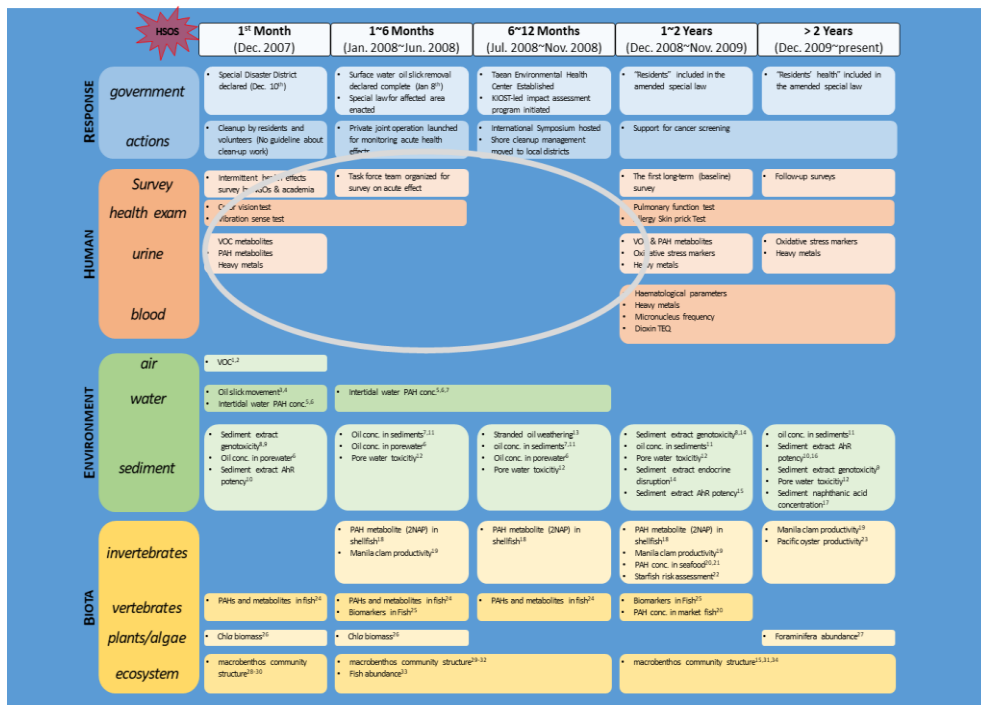 HSOS
1st Month
(Dec. 2007)
1~6 Months
(Jan. 2008~Jun. 2008)
6~12 Months
(Jul. 2008~Nov. 2008)
1~2 Years
(Dec. 2008~Nov. 2009)
> 2 Years
(Dec. 2009~present)
RESPONSE
government
• Special Disaster District
declared (Dec. 10th)
• Surface water oil slick removal
declared complete (Jan 8th)
• Special law for affected area
enacted
• Taean Environmental Health
Center Established
• KIOST-led impact assessment
program initiated
• "Residents" included in the
amended special law
• "Residents' health" included in
the amended special law
actions
• Cleanup by residents and
volunteers (No guideline about
clean-up work)
• Private joint operation launched
for monitoring acute health
effects
• International Symposium hosted
• Shore cleanup management
moved to local districts
• Support for cancer screening
HUMAN
Survey
• Intermittent health effects
survey by NGOs & academia
• Task force team organized for
survey on acute effect
• The first long-term (baseline)
survey
• Follow-up surveys
health exam
• Color vision test
• Vibration sense test
Pulmonary function test
• Allergy Skin prick Test
urine
VOC metabolites
• PAH metabolites
Heavy metals
• VOC & PAH metabolites
• Oxidative stress markers
• Heavy metals
• Oxidative stress markers
• Heavy metals
blood
• Haematological parameters
• Heavy metals
• Micronucleus frequency
• Dioxin TEQ
ENVIRONMENT
air
• VOC1,2
water
• Oil slick movement3,4
• Intertidal water PAH conc.5,6
• Intertidal water PAH conc.5,6,7
sediment
• Sediment extract
genotoxicity8,9
• Oil conc. in porewater6
• Sediment extract AhR
potency10
• Oil conc. in sediments7,11
• Oil conc. in porewater6
• Pore water toxicitiy12
• Stranded oil weathering13
• oil conc. in sediments7,11
• Oil conc. in porewater6
• Pore water toxicitiy12
• Sediment extract genotoxicity8,14
• oil conc. in sediments11
• Pore water toxicitiy12
• Sediment extract endocrine
disruption14
• Sediment extract AhR potency15
• oil conc. in sediments11
• Sediment extract AhR
potency10,16
• Sediment extract genotoxicity8
• Pore water toxicitiy12
• Sediment naphthanic acid
concentration17
BIOTA
invertebrates
• PAH metabolite (2NAP) in
shellfish18
• Manila clam productivity19
• PAH metabolite (2NAP) in
shellfish18
• PAH metabolite (2NAP) in
shellfish18
• Manila clam productivity19
• PAH conc. in seafood20,21
• Starfish risk assessment22
• Manila clam productivity19
• Pacific oyster productivity23
vertebrates
• PAHs and metabolites in fish24
• PAHs and metabolites in fish24
• Biomarkers in Fish25
• PAHs and metabolites in fish24
• Biomarkers in Fish25
• PAH conc. in market fish20
plants/algae
• Chla biomass26
• Chla biomass26
• Foraminifera abundance27
ecosystem
• macrobenthos community
structure28-30
• macrobenthos community structure29-32
• Fish abundance33
• macrobenthos community structure15,31,34